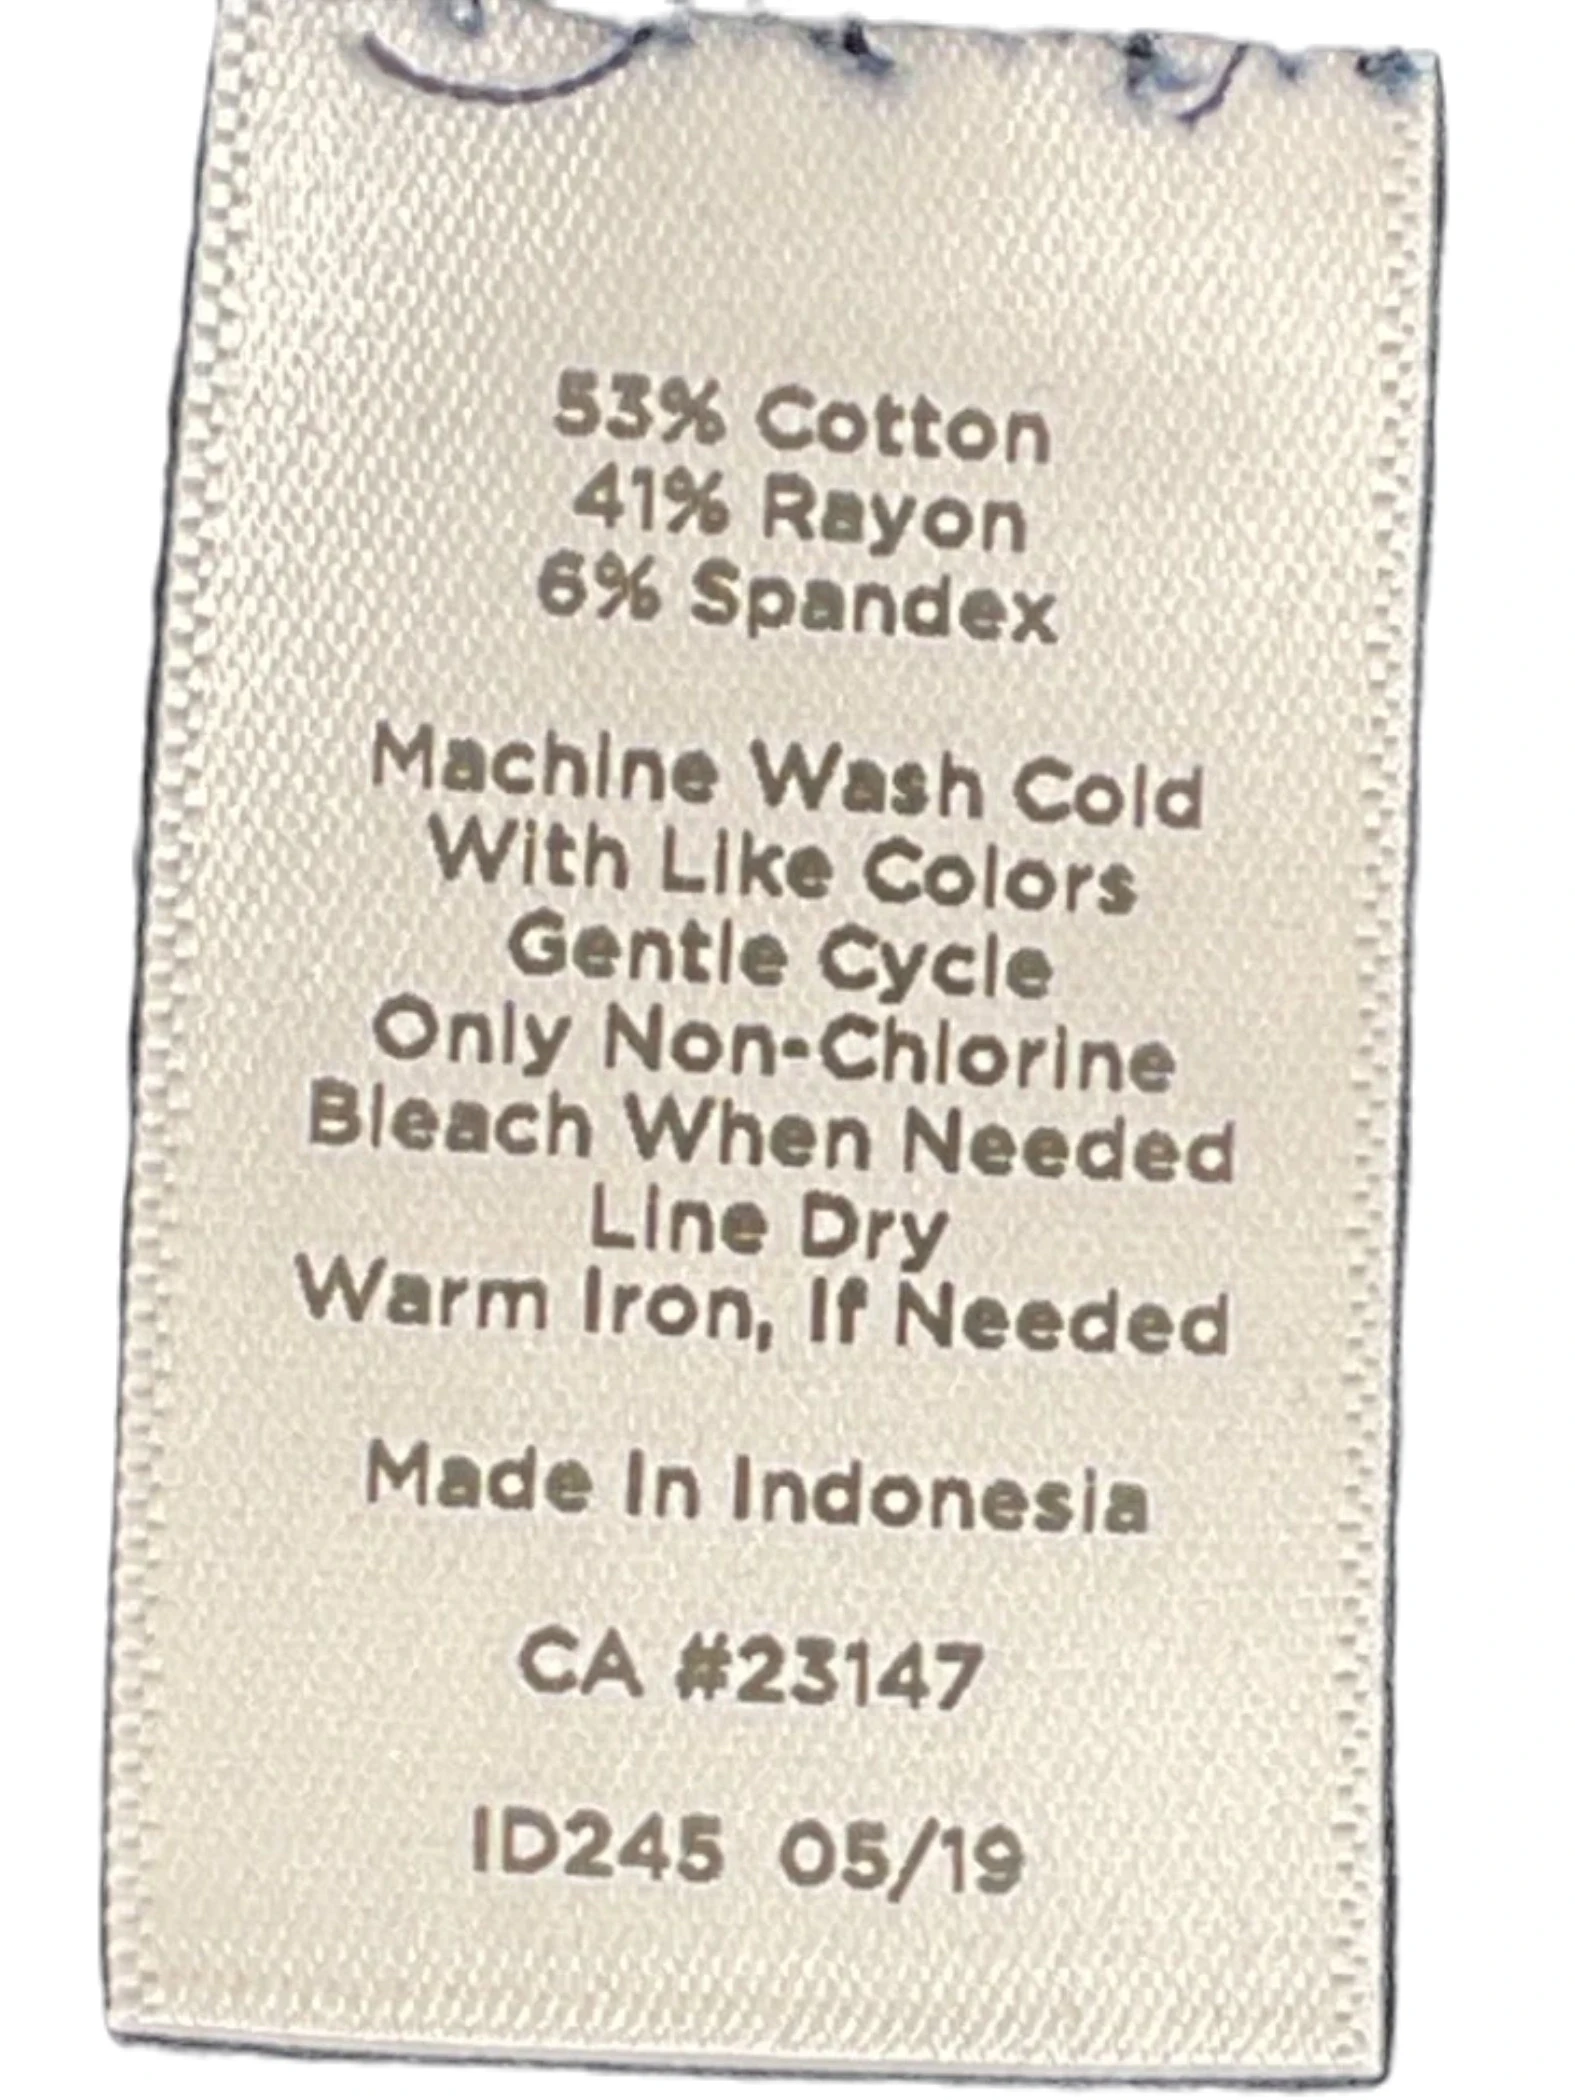 53% Cotton
41% Rayon
6% Spandex
Machine Wash Cold
With Like Colors
Gentle Cycle
Only Non-Chlorine
Bleach When Needed
Line Dry
Warm Iron, If Needed
Made In Indonesia
CA #23147
ID245 05/19